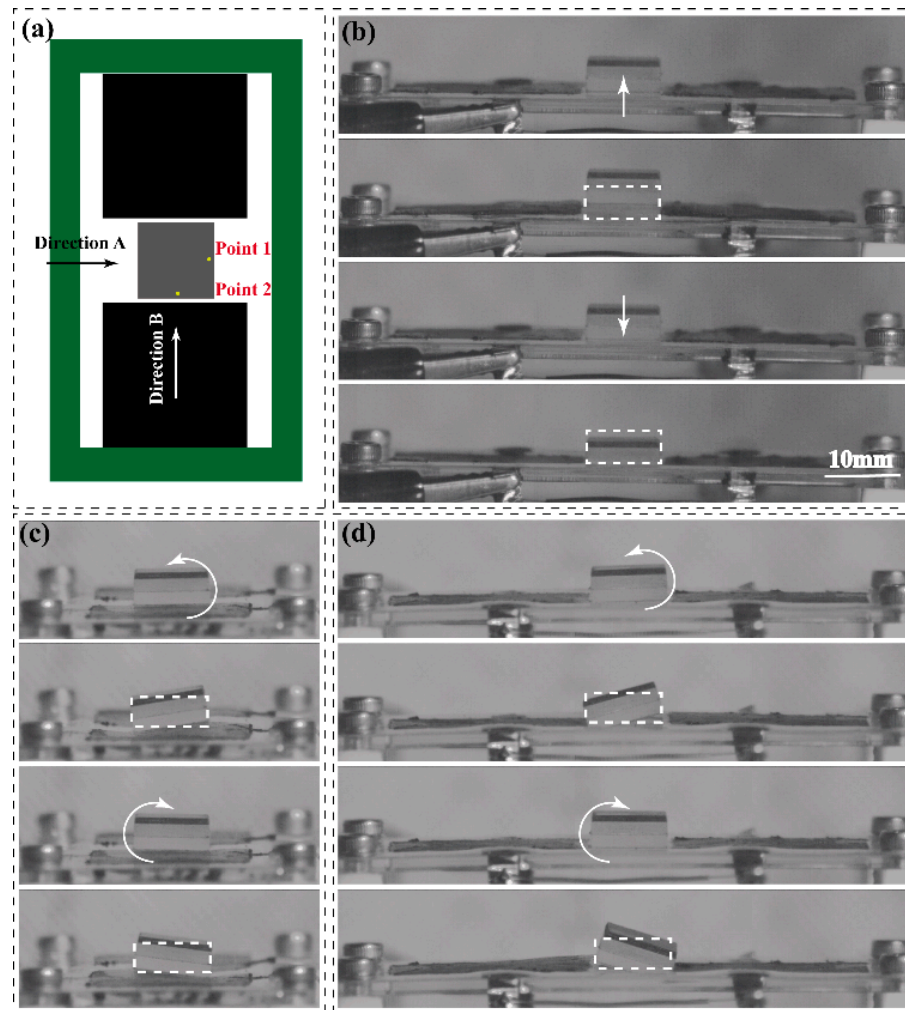 (a)
Direction A
Point 1
Point 2
Direction B
(b)
10mm
(c)
(d)